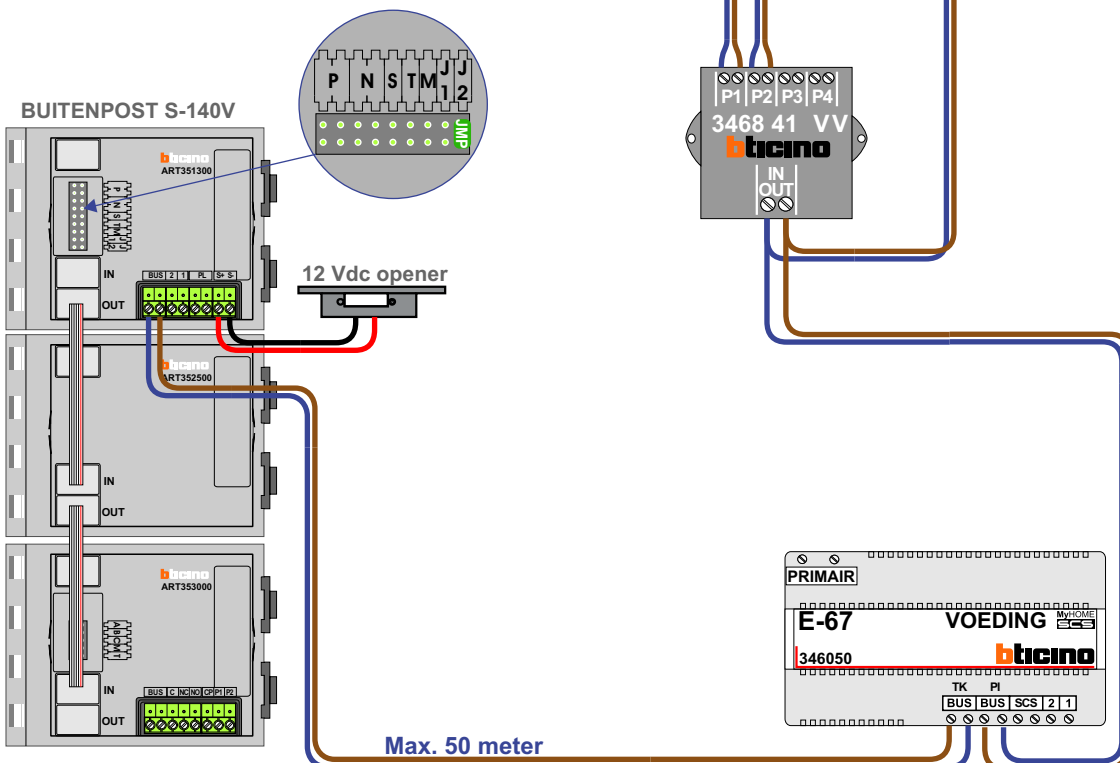 BUITENPOST S-140V
P N S T M J1 J2
JMP
bticino
ART351300
P N S T M J1 J2
IN
OUT
BUS 2 1 PL S+ S-
12 Vdc opener
bticino
ART352500
IN
OUT
bticino
ART353000
A B C M T
IN
OUT
BUS C NC NO CP P1 P2
Max. 50 meter
P1 P2 P3 P4
3468 41 VV
bticino
IN
OUT
PRIMAIR
E-67 VOEDING MyHOME
SCS
346050 bticino
TK PI
BUS BUS SCS 2 1